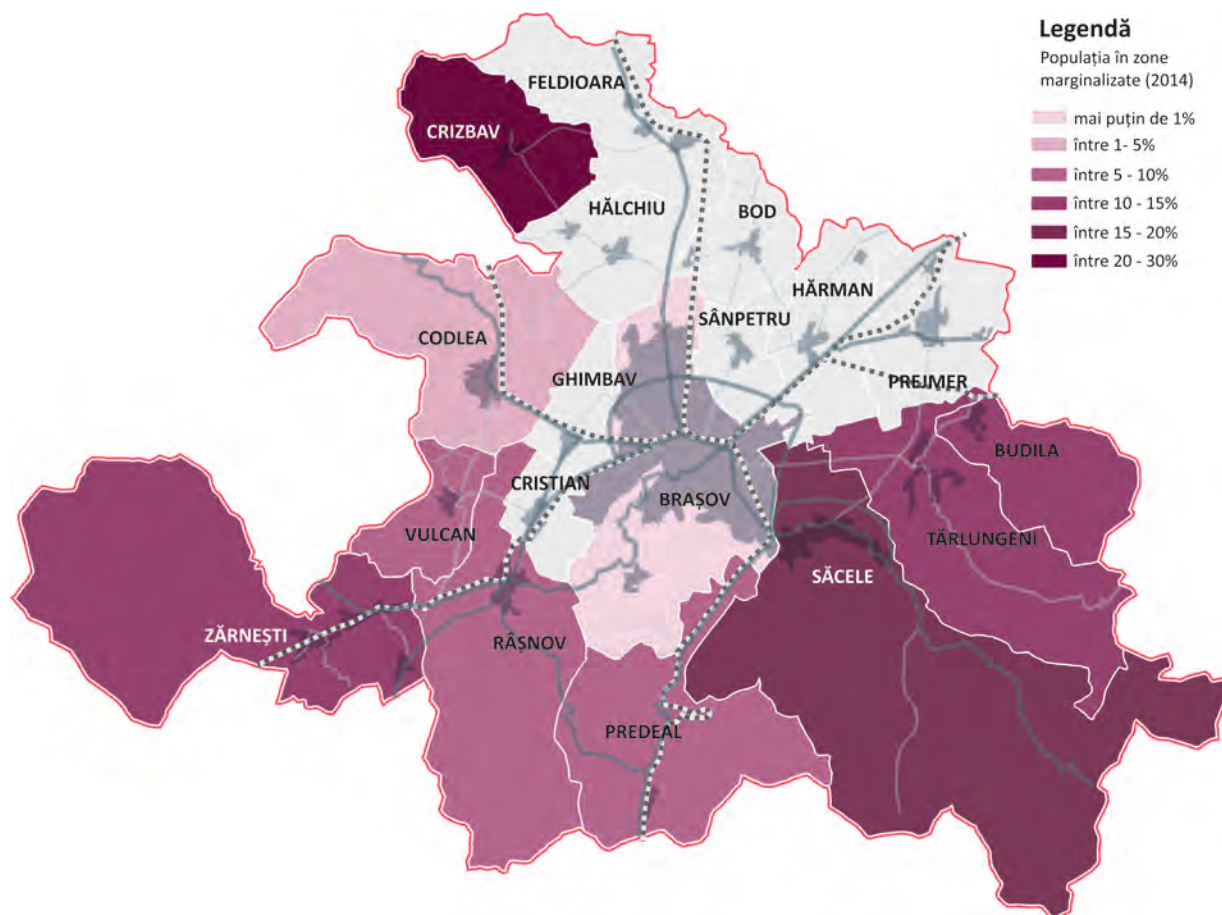 Legendă
Populația în zone
marginalizate (2014)
mai puțin de 1%
între 1- 5%
între 5 - 10%
între 10 - 15%
între 15 - 20%
între 20 - 30%
FELDIOARA
CRIZBAV
HĂLCHIU
BOD
HĂRMAN
SÂNPETRU
CODLEA
GHIMBAV
PREJMER
BUDILA
CRISTIAN
BRAȘOV
VULCAN
TĂRLUNGENI
SĂCELE
ZĂRNEȘTI
RÂȘNOV
PREDEAL